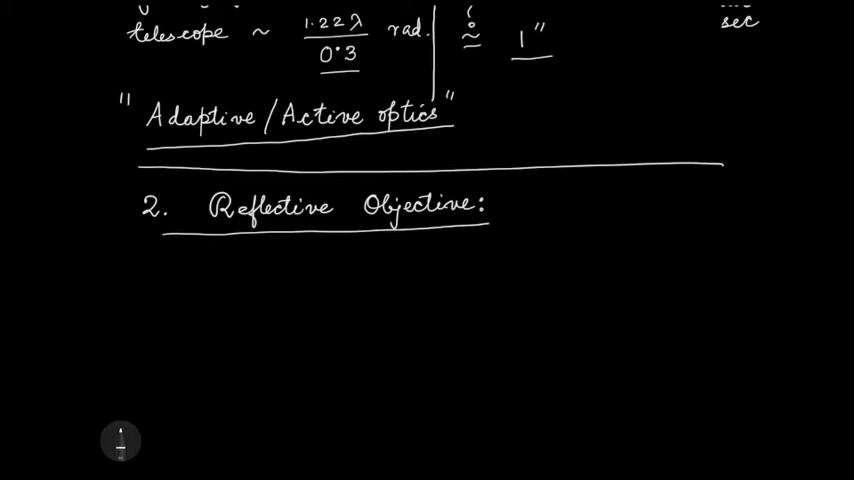 telescope ~ 1.22λ / 0.3 rad. ≅ 1" sec
"Adaptive/Active optics"
2. Reflective Objective: